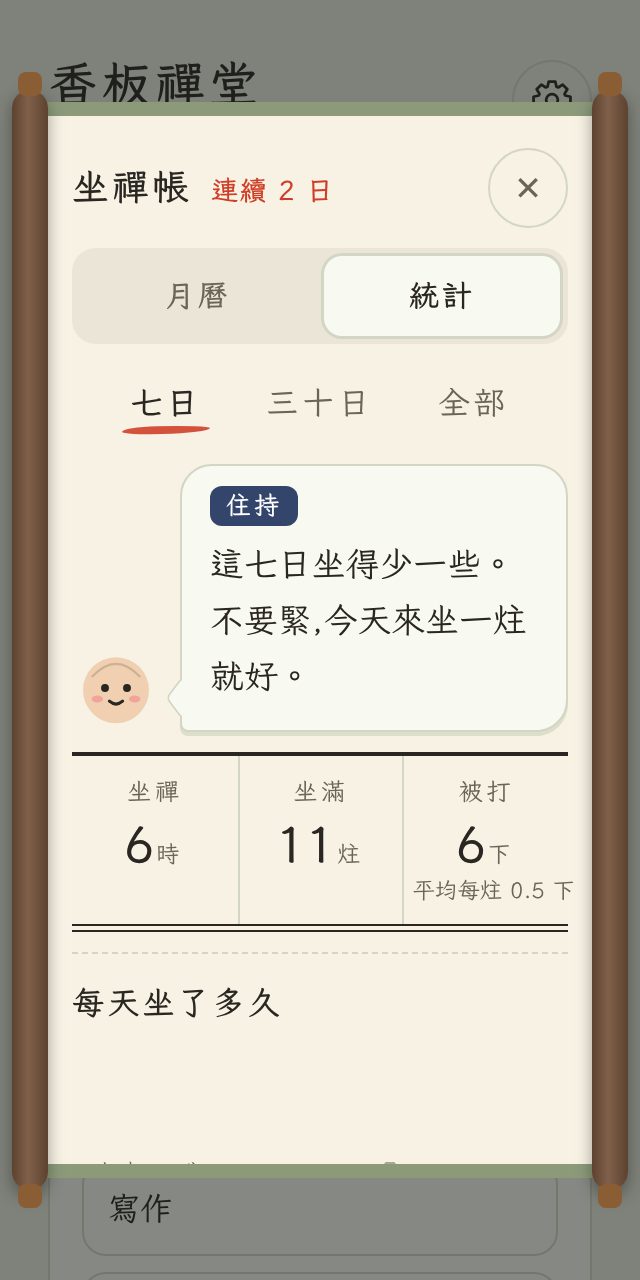 香板禪堂
坐禪帳 連續 2 日
月曆 統計
七日 三十日 全部
住持
這七日坐得少一些。
不要緊,今天來坐一炷
就好。
坐禪 坐滿 被打
6時 11炷 6下
平均每炷 0.5 下
每天坐了多久
寫作